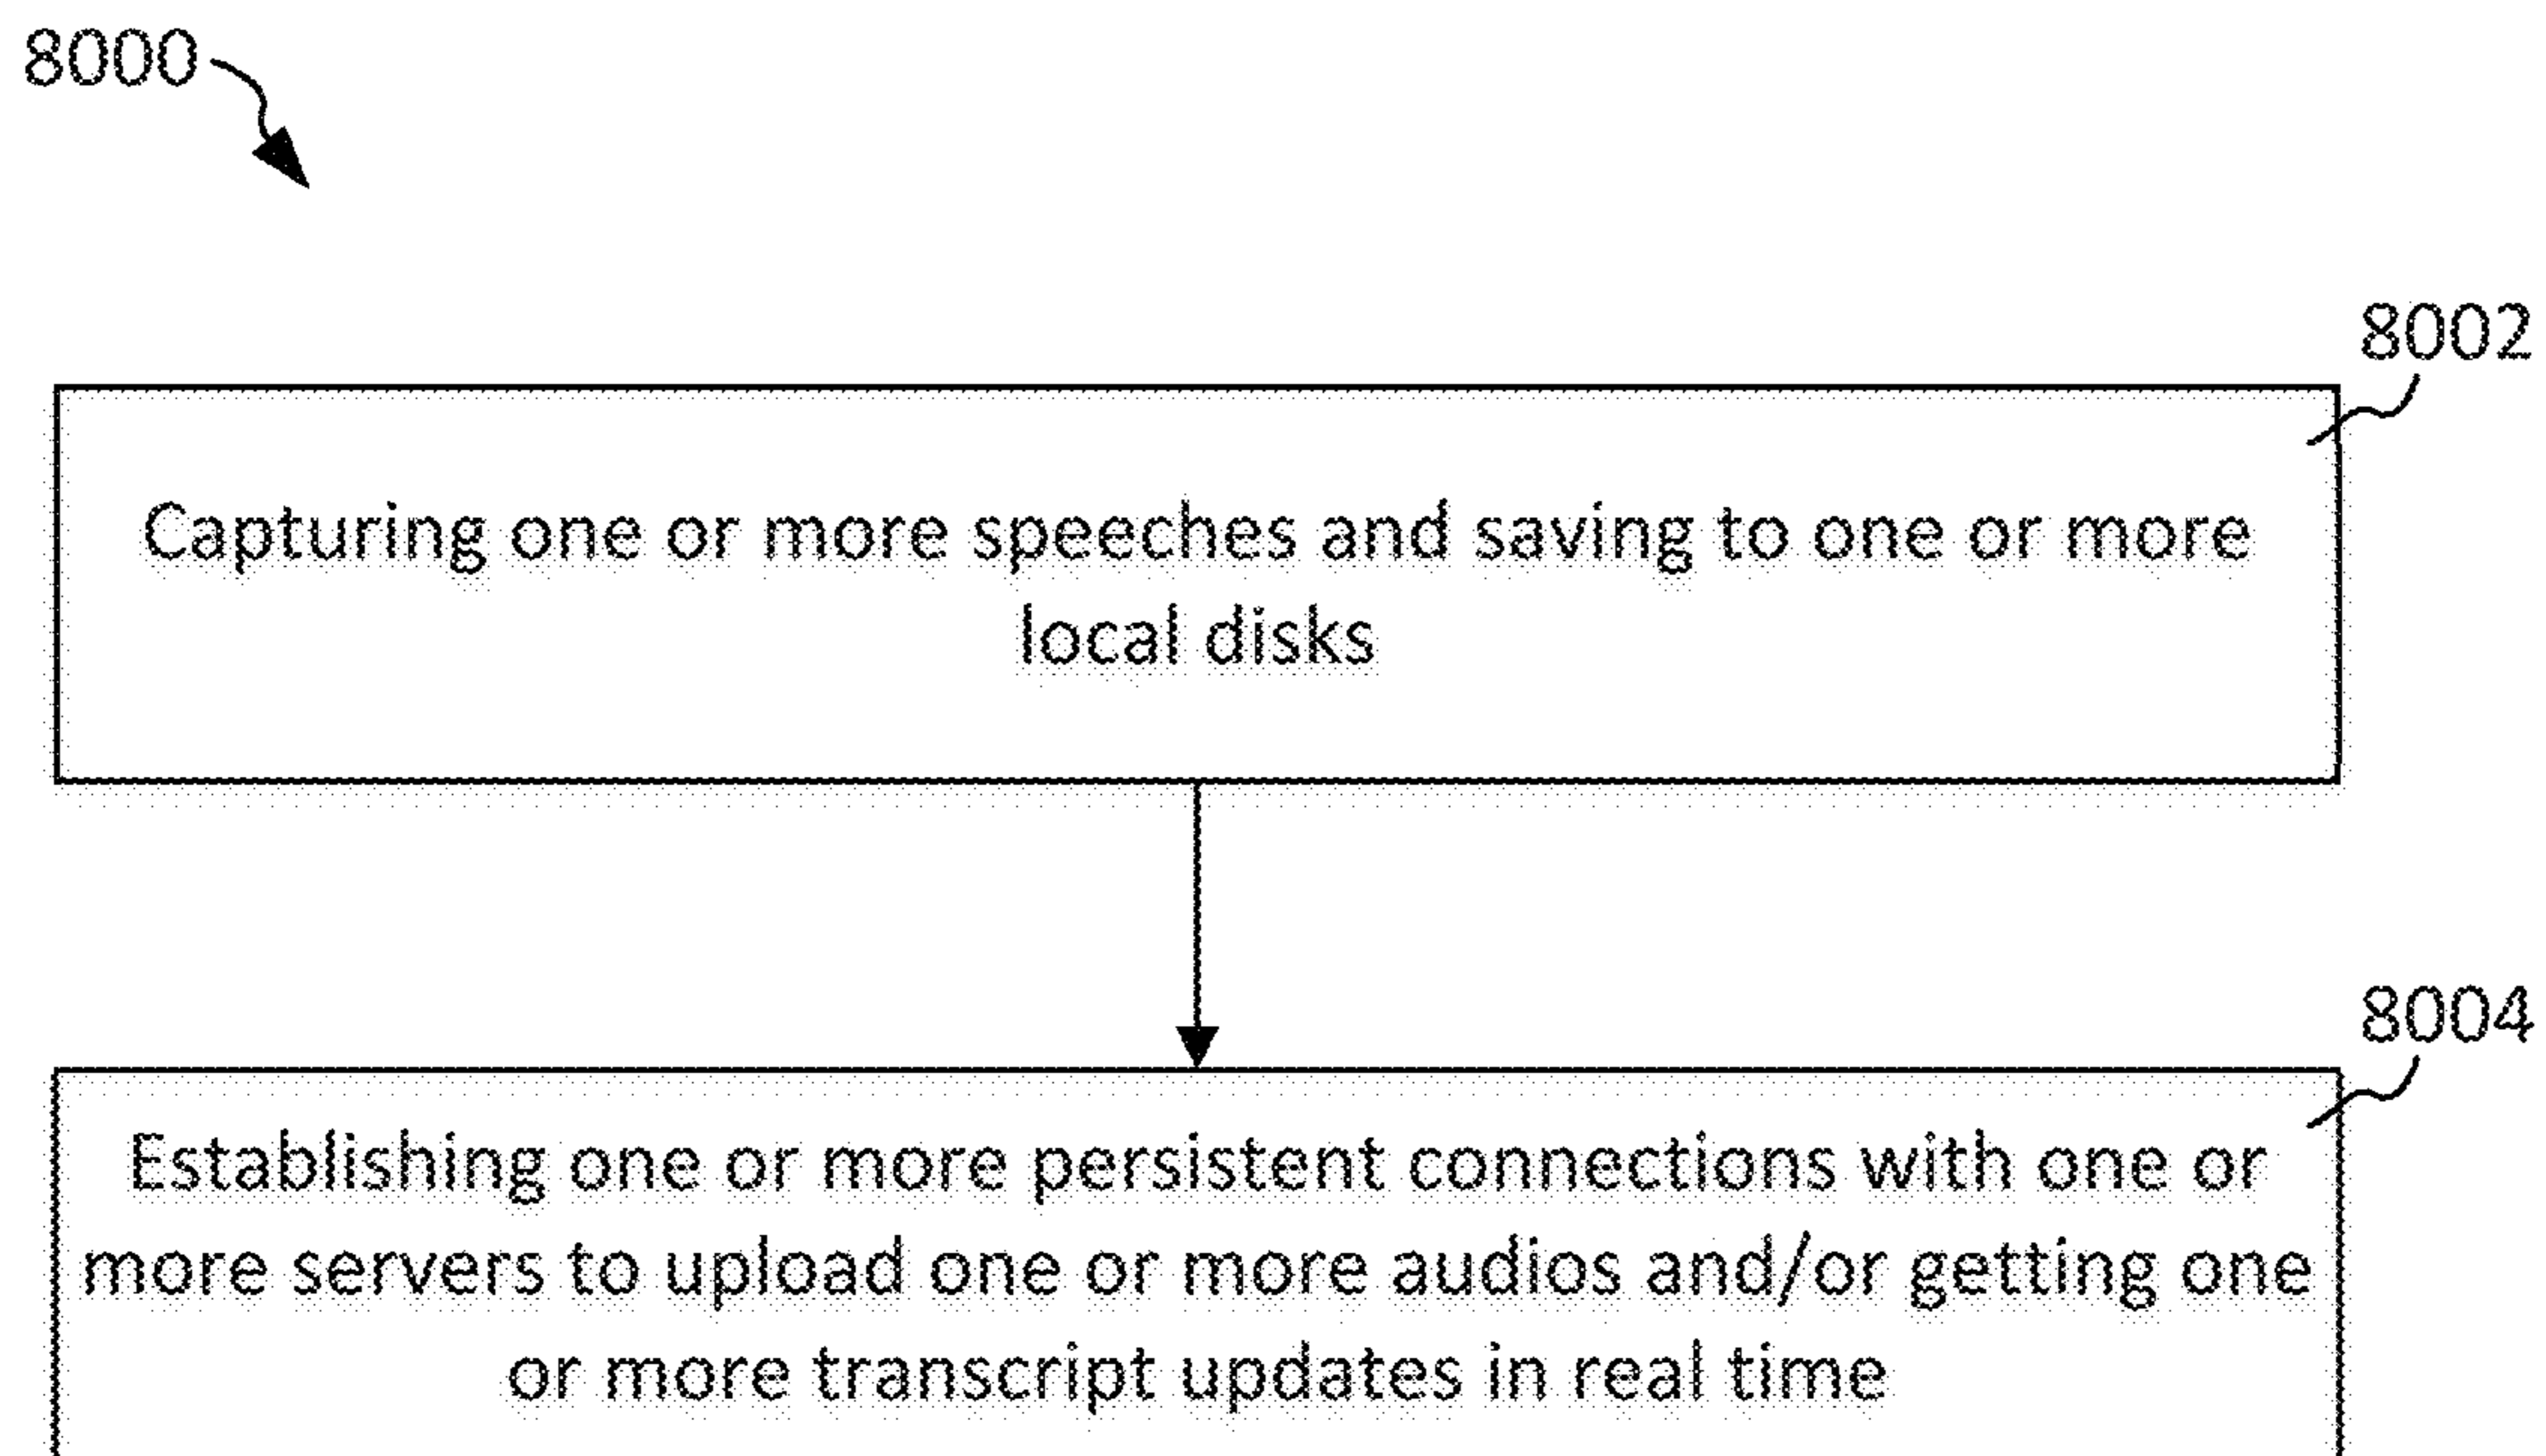 8000
8002
Capturing one or more speeches and saving to one or more
local disks
8004
Establishing one or more persistent connections with one or
more servers to upload one or more audios and/or getting one
or more transcript updates in real time